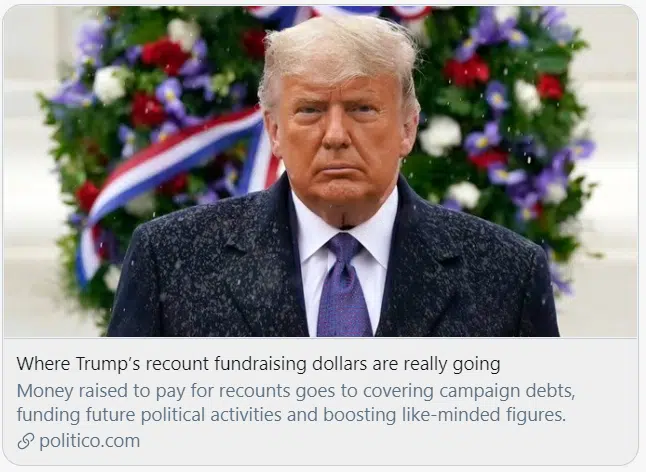 Where Trump’s recount fundraising dollars are really going
Money raised to pay for recounts goes to covering campaign debts,
funding future political activities and boosting like-minded figures.
politico.com